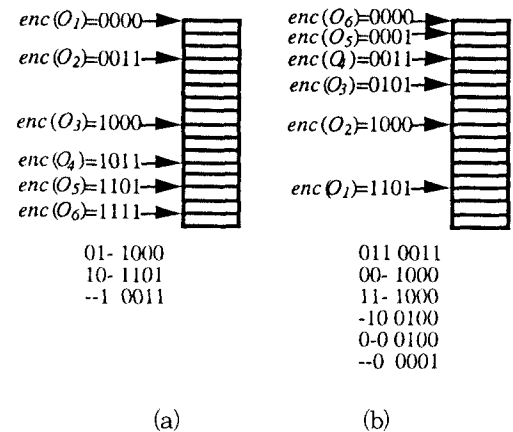 enc(O1)=0000
enc(O2)=0011
enc(O3)=1000
enc(O4)=1011
enc(O5)=1101
enc(O6)=1111
01- 1000
10- 1101
--1 0011
(a)
enc(O6)=0000
enc(O5)=0001
enc(O4)=0011
enc(O3)=0101
enc(O2)=1000
enc(O1)=1101
011 0011
00- 1000
11- 1000
-10 0100
0-0 0100
--0 0001
(b)